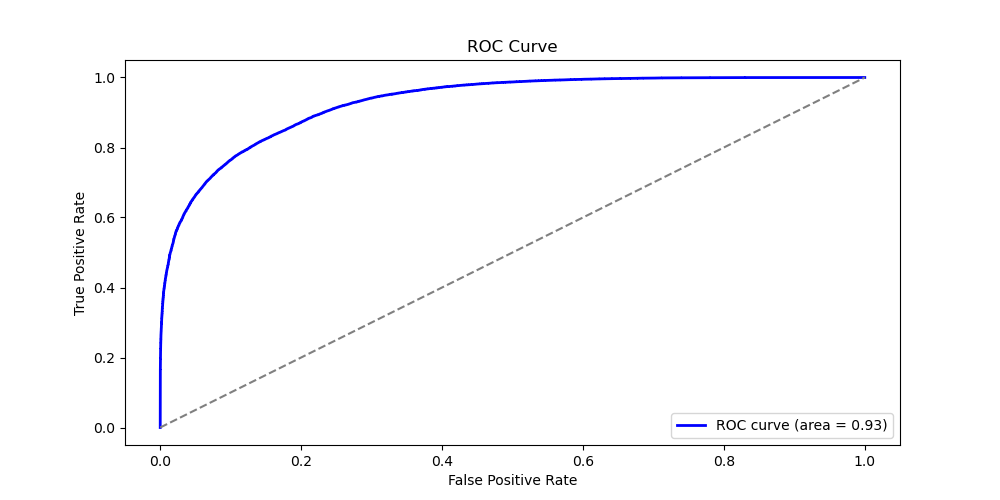 ROC Curve
1.0
0.8
0.6
0.4
0.2
0.0
True Positive Rate
ROC curve (area = 0.93)
0.0 0.2 0.4 0.6 0.8 1.0
False Positive Rate